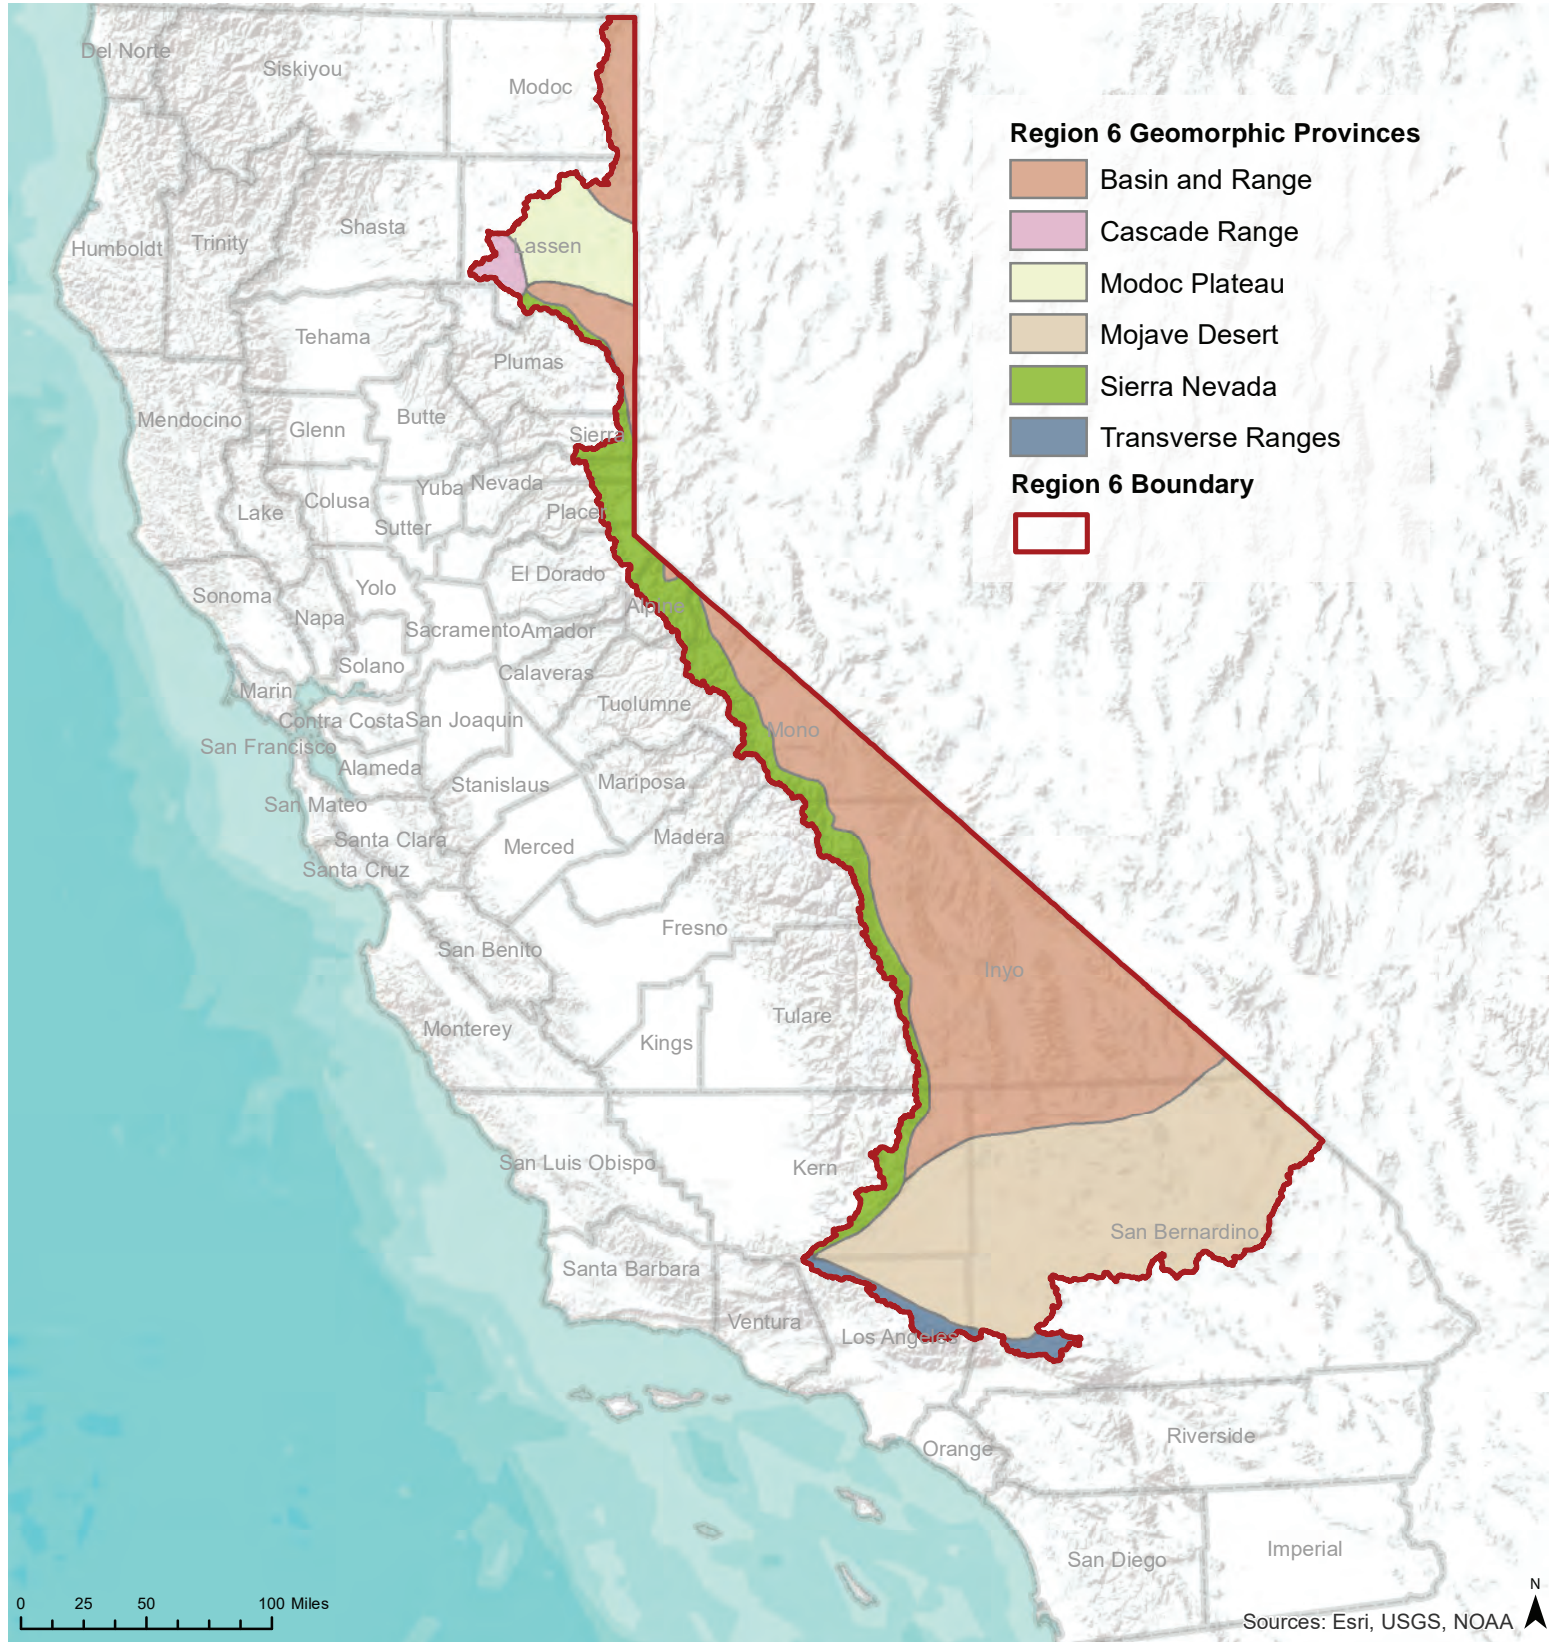 Del Norte
Siskiyou
Modoc
Region 6 Geomorphic Provinces
Basin and Range
Cascade Range
Modoc Plateau
Mojave Desert
Sierra Nevada
Transverse Ranges
Region 6 Boundary
Humboldt
Trinity
Shasta
Lassen
Tehama
Plumas
Mendocino
Glenn
Butte
Sierra
Lake
Colusa
Yuba
Nevada
Sutter
Placer
Sonoma
Napa
Yolo
El Dorado
Alpine
Sacramento
Amador
Solano
Marin
Calaveras
Contra Costa
San Joaquin
Tuolumne
Mono
San Francisco
Alameda
Stanislaus
Mariposa
San Mateo
Santa Clara
Merced
Madera
Santa Cruz
San Benito
Fresno
Inyo
Monterey
Kings
Tulare
San Luis Obispo
Kern
San Bernardino
Santa Barbara
Ventura
Los Angeles
Orange
Riverside
San Diego
Imperial
0 25 50 100 Miles
N
Sources: Esri, USGS, NOAA